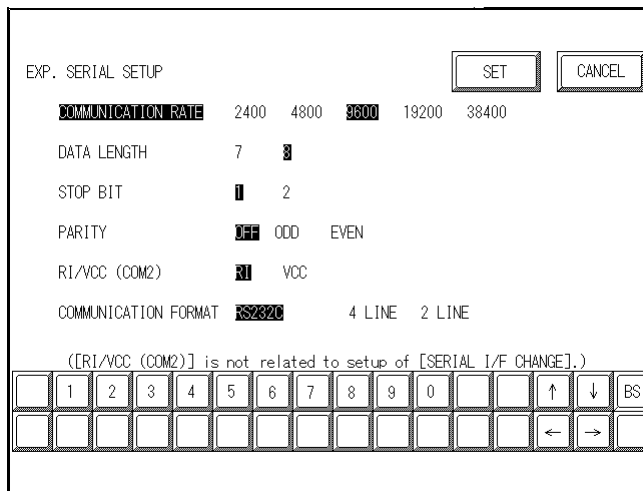 EXP. SERIAL SETUP SET CANCEL
COMMUNICATION RATE 2400 4800 9600 19200 38400
DATA LENGTH 7 8
STOP BIT 1 2
PARITY OFF ODD EVEN
RI/VCC (COM2) RI VCC
COMMUNICATION FORMAT RS232C 4 LINE 2 LINE
([RI/VCC (COM2)] is not related to setup of [SERIAL I/F CHANGE].)
1 2 3 4 5 6 7 8 9 0 ↑ ↓ BS
← →